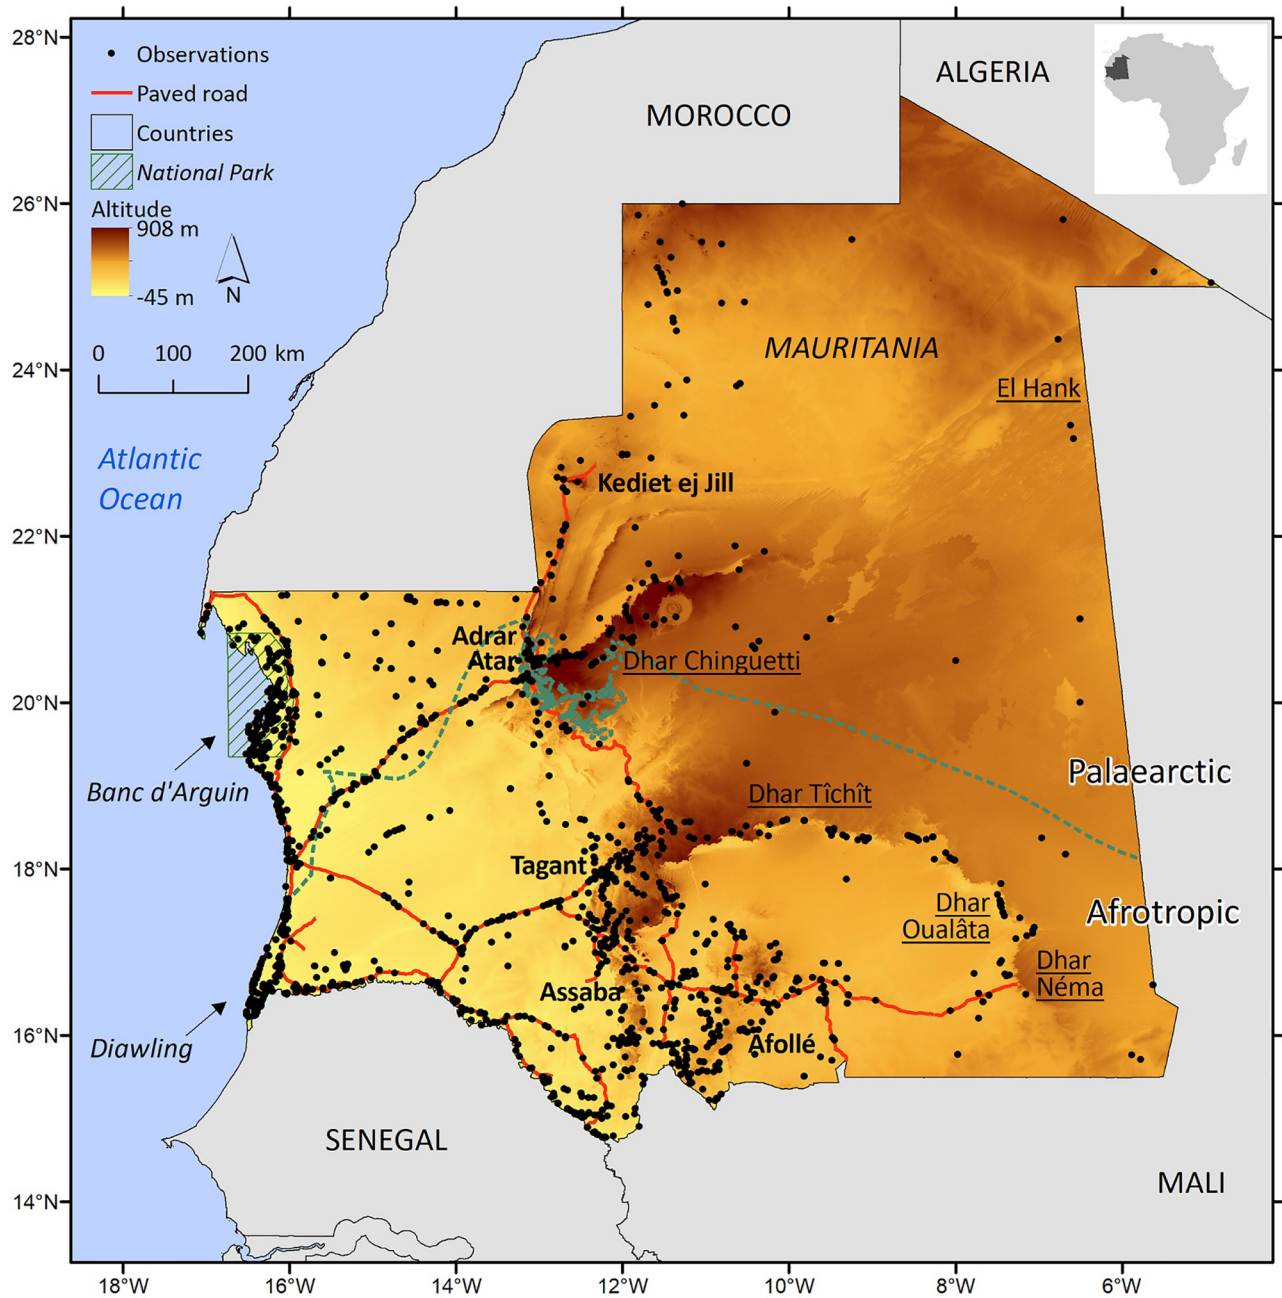 28°N
26°N
24°N
22°N
20°N
18°N
16°N
14°N
Observations
Paved road
Countries
National Park
Altitude
908 m
-45 m
N
0 100 200 km
ALGERIA
MOROCCO
MAURITANIA
El Hank
Atlantic
Ocean
Kediet ej Jill
Adrar
Atar
Dhar Chinguetti
Banc d'Arguin
Palaearctic
Dhar Tîchît
Tagant
Dhar
Oualâta
Afrotropic
Dhar
Néma
Assaba
Afollé
Diawling
SENEGAL
MALI
18°W 16°W 14°W 12°W 10°W 8°W 6°W